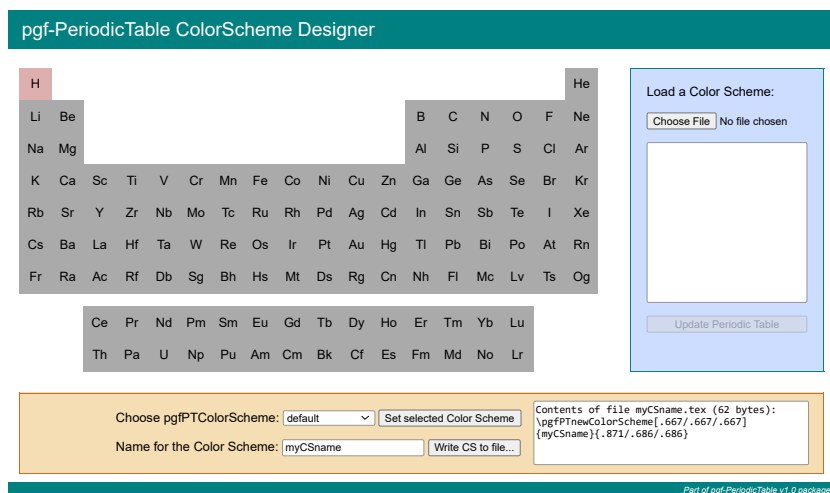 pgf-PeriodicTable ColorScheme Designer
H He
Li Be B C N O F Ne
Na Mg Al Si P S Cl Ar
K Ca Sc Ti V Cr Mn Fe Co Ni Cu Zn Ga Ge As Se Br Kr
Rb Sr Y Zr Nb Mo Tc Ru Rh Pd Ag Cd In Sn Sb Te I Xe
Cs Ba La Hf Ta W Re Os Ir Pt Au Hg Tl Pb Bi Po At Rn
Fr Ra Ac Rf Db Sg Bh Hs Mt Ds Rg Cn Nh Fl Mc Lv Ts Og
Ce Pr Nd Pm Sm Eu Gd Tb Dy Ho Er Tm Yb Lu
Th Pa U Np Pu Am Cm Bk Cf Es Fm Md No Lr
Load a Color Scheme:
Choose File No file chosen
Update Periodic Table
Choose pgfPTColorScheme: default Set selected Color Scheme
Name for the Color Scheme: myCSname Write CS to file...
Contents of file myCSname.tex (62 bytes):
\pgfPTnewColorScheme[.667/.667/.667]
{myCSname}{.871/.686/.686}
Part of pgf-PeriodicTable v1.0 package